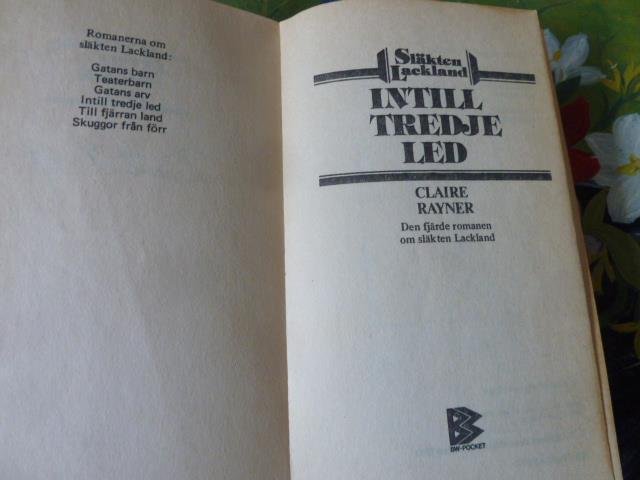 Romanerna om
släkten Lackland:
Gatans barn
Teaterbarn
Gatans arv
Intill tredje led
Till fjärran land
Skuggor från förr
Släkten
Lackland
INTILL
TREDJE
LED
CLAIRE
RAYNER
Den fjärde romanen
om släkten Lackland
BW-POCKET